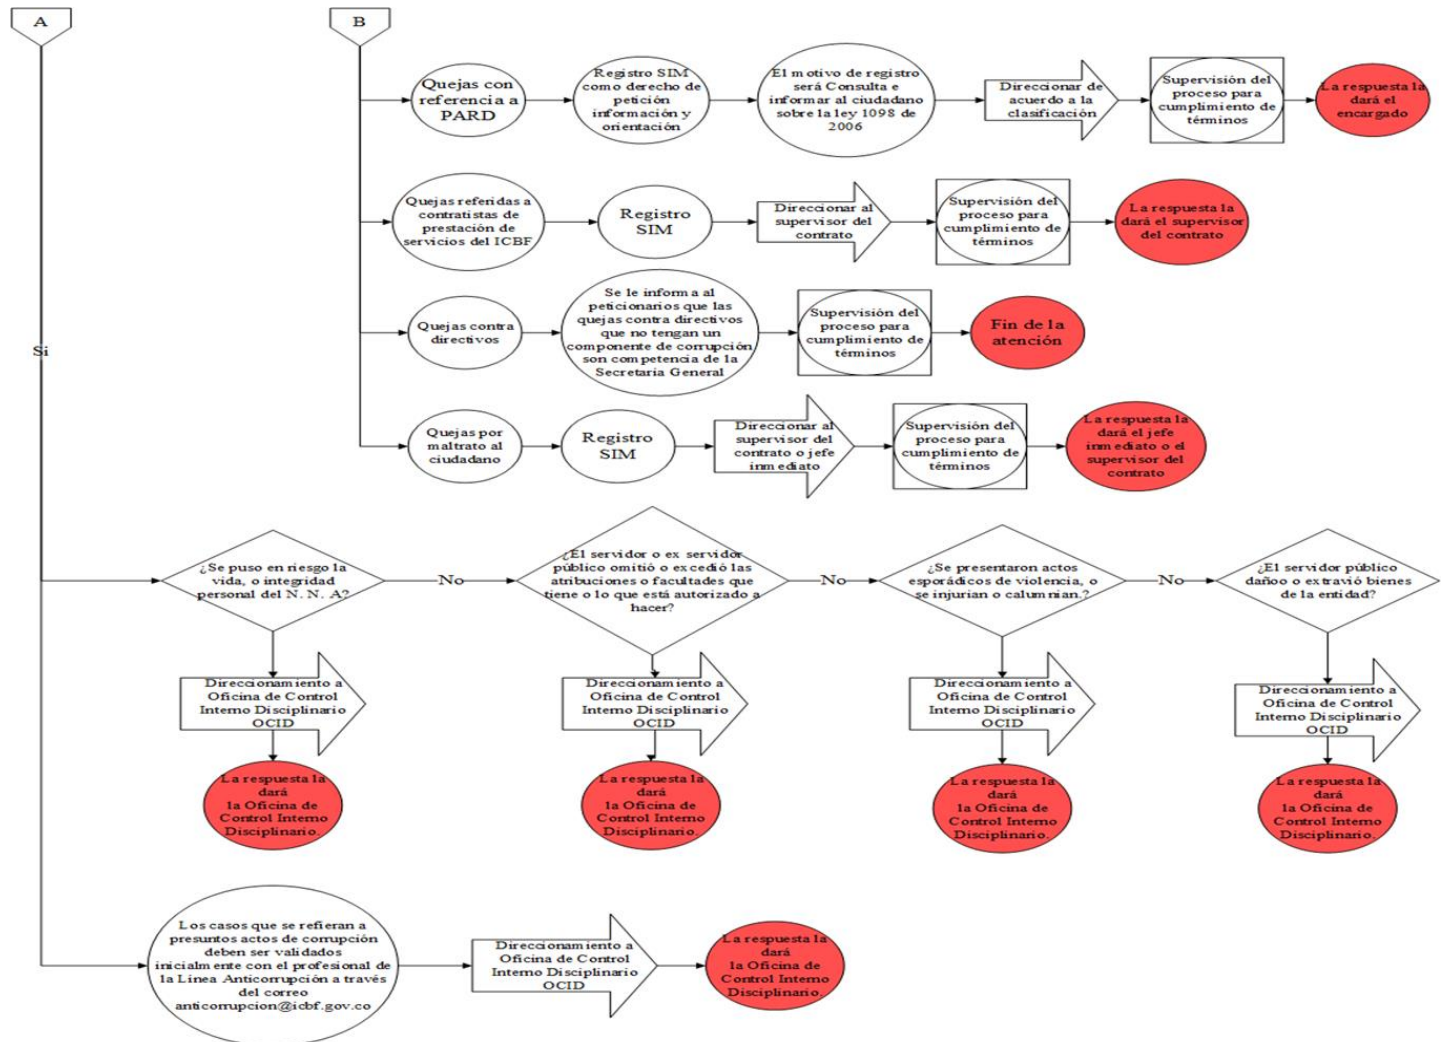 A
B
Quejas con
referencia a
PARD
Registro SIM
como derecho de
petición
información y
orientación
El motivo de registro
será Consulta e
informar al ciudadano
sobre la ley 1098 de
2006
Direccionar de
acuerdo a la
clasificación
Supervisión del
proceso para
cumplimiento de
términos
La respuesta la
dará el
encargado
Quejas referidas a
contratistas de
prestación de
servicios del ICBF
Registro
SIM
Direccionar al
supervisor del
contrato
Supervisión del
proceso para
cumplimiento de
términos
La respuesta la
dará el supervisor
del contrato
Quejas contra
directivos
Se le informa al
peticionarios que las
quejas contra directivos
que no tengan un
componente de corrupción
son competencia de la
Secretaria General
Supervisión del
proceso para
cumplimiento de
términos
Fin de la
atención
Si
Quejas por
maltrato al
ciudadano
Registro
SIM
Direccionar al
supervisor del
contrato o jefe
inmediato
Supervisión del
proceso para
cumplimiento de
términos
La respuesta la
dará el jefe
inmediato o el
supervisor del
contrato
¿Se puso en riesgo la
vida, o integridad
personal del N. N. A?
No
¿El servidor o ex servidor
público omitió o excedió las
atribuciones o facultades que
tiene o lo que está autorizado a
hacer?
No
¿Se presentaron actos
esporádicos de violencia, o
se injurian o calumnian.?
No
¿El servidor público
dañoo o extravió bienes
de la entidad?
Direccionamiento a
Oficina de Control
Interno Disciplinario
OCID
Direccionamiento a
Oficina de Control
Interno Disciplinario
OCID
Direccionamiento a
Oficina de Control
Interno Disciplinario
OCID
Direccionamiento a
Oficina de Control
Interno Disciplinario
OCID
La respuesta la
dará
la Oficina de
Control Interno
Disciplinario.
La respuesta la
dará
la Oficina de
Control Interno
Disciplinario.
La respuesta la
dará
la Oficina de
Control Interno
Disciplinario.
La respuesta la
dará
la Oficina de
Control Interno
Disciplinario.
Los casos que se refieran a
presuntos actos de corrupción
deben ser validados
inicialmente con el profesional de
la Línea Anticorrupción a través
del correo
anticorrupcion@icbf.gov.co
Direccionamiento a
Oficina de Control
Interno Disciplinario
OCID
La respuesta la
dará
la Oficina de
Control Interno
Disciplinario.